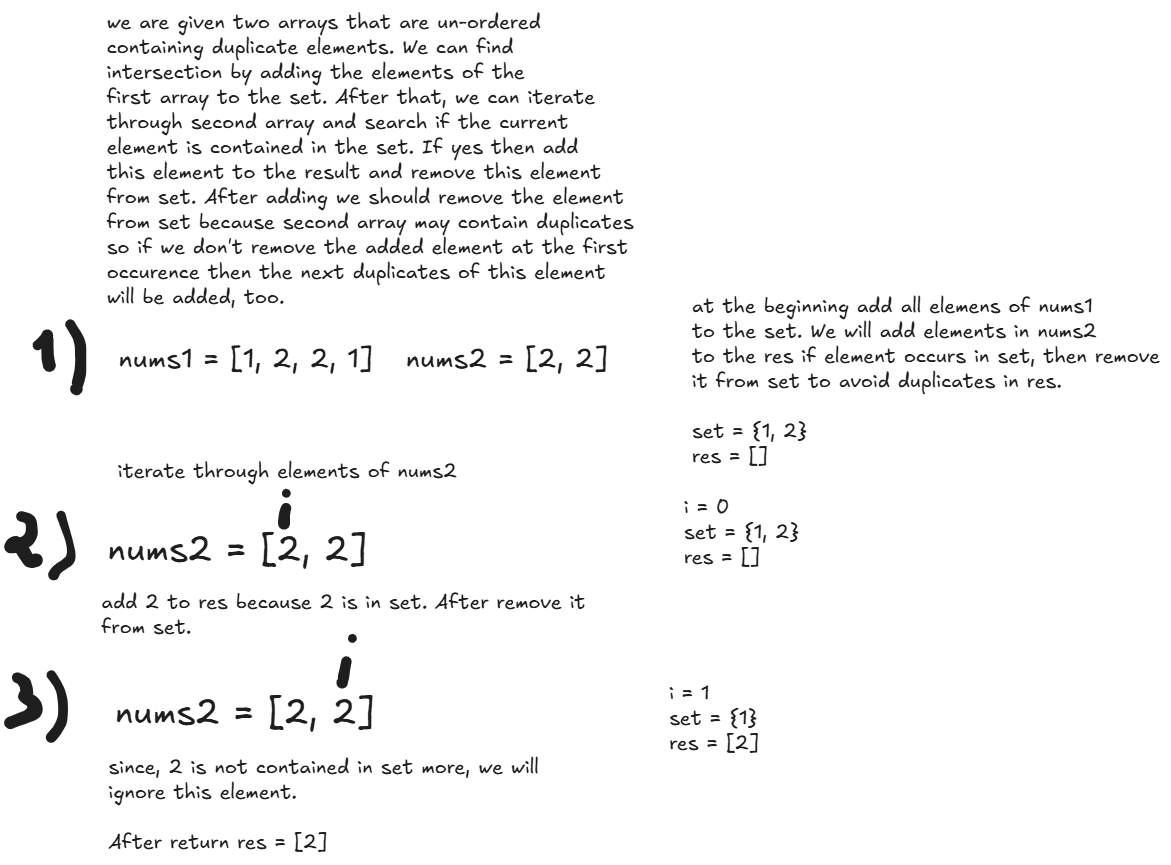 we are given two arrays that are un-ordered
containing duplicate elements. We can find
intersection by adding the elements of the
first array to the set. After that, we can iterate
through second array and search if the current
element is contained in the set. If yes then add
this element to the result and remove this element
from set. After adding we should remove the element
from set because second array may contain duplicates
so if we don't remove the added element at the first
occurence then the next duplicates of this element
will be added, too.
at the beginning add all elemens of nums1
to the set. We will add elements in nums2
to the res if element occurs in set, then remove
it from set to avoid duplicates in res.
1)
nums1 = [1, 2, 2, 1] nums2 = [2, 2]
set = {1, 2}
res = []
iterate through elements of nums2
i
2)
nums2 = [2, 2]
i = 0
set = {1, 2}
res = []
add 2 to res because 2 is in set. After remove it
from set.
i
3)
nums2 = [2, 2]
i = 1
set = {1}
res = [2]
since, 2 is not contained in set more, we will
ignore this element.
After return res = [2]